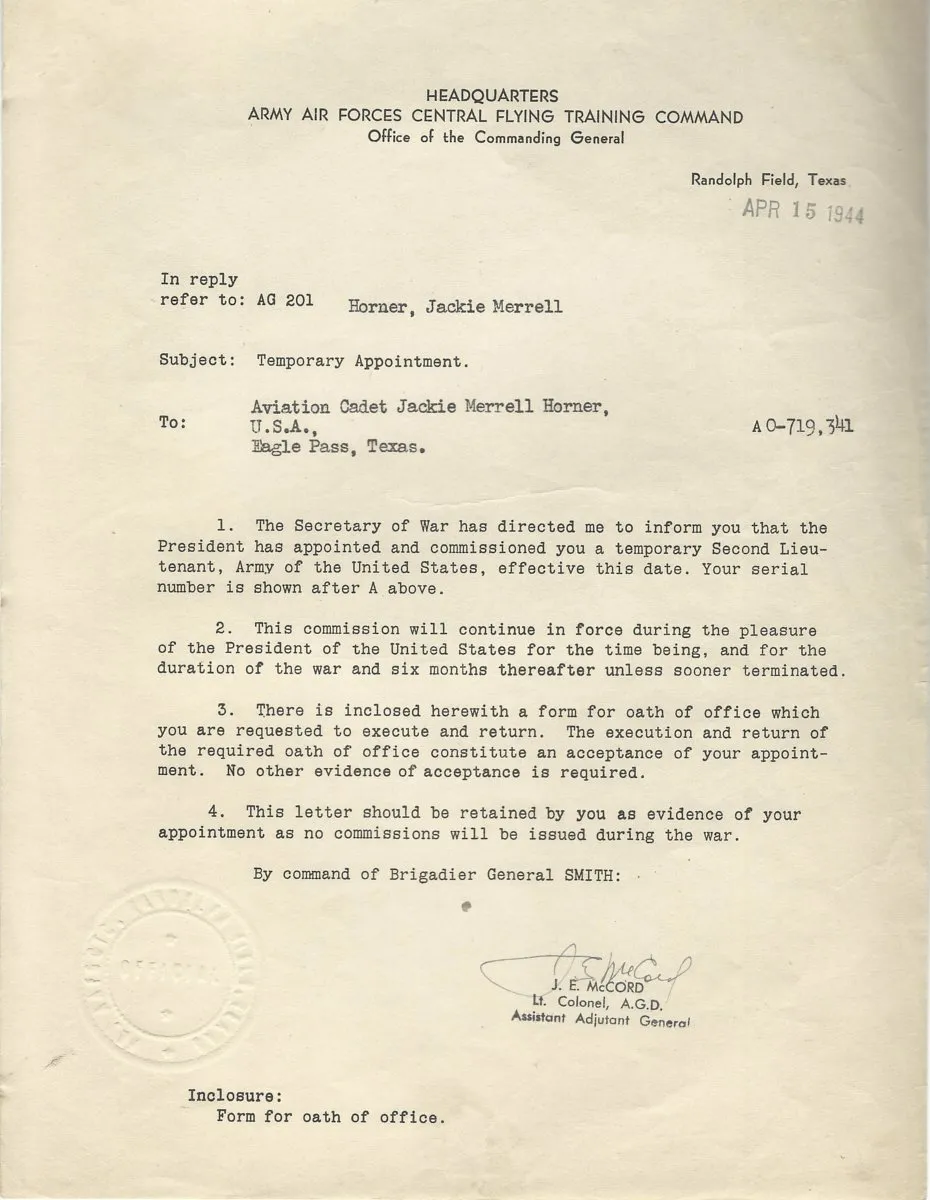 HEADQUARTERS
ARMY AIR FORCES CENTRAL FLYING TRAINING COMMAND
Office of the Commanding General
Randolph Field, Texas
APR 15 1944
In reply
refer to: AG 201 Horner, Jackie Merrell
Subject: Temporary Appointment.
Aviation Cadet Jackie Merrell Horner,
To: U.S.A., A O-719,341
Eagle Pass, Texas.
1. The Secretary of War has directed me to inform you that the
President has appointed and commissioned you a temporary Second Lieu-
tenant, Army of the United States, effective this date. Your serial
number is shown after A above.
2. This commission will continue in force during the pleasure
of the President of the United States for the time being, and for the
duration of the war and six months thereafter unless sooner terminated.
3. There is inclosed herewith a form for oath of office which
you are requested to execute and return. The execution and return of
the required oath of office constitute an acceptance of your appoint-
ment. No other evidence of acceptance is required.
4. This letter should be retained by you as evidence of your
appointment as no commissions will be issued during the war.
By command of Brigadier General SMITH:
J E McCord
J. E. McCORD
Lt. Colonel, A.G.D.
Assistant Adjutant General
OFFICIAL
Inclosure:
Form for oath of office.